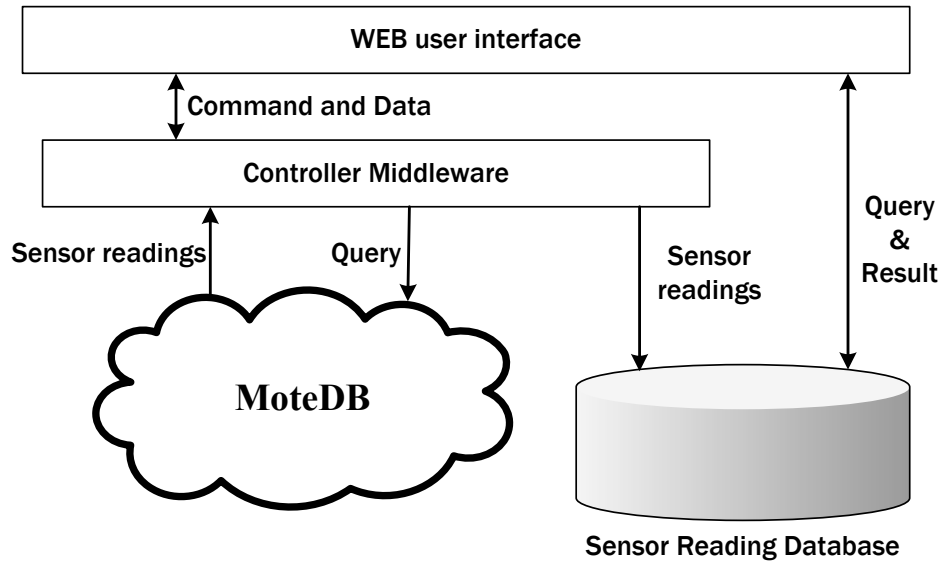 WEB user interface
Command and Data
Controller Middleware
Sensor readings
Query
Sensor
readings
Query
&
Result
MoteDB
Sensor Reading Database